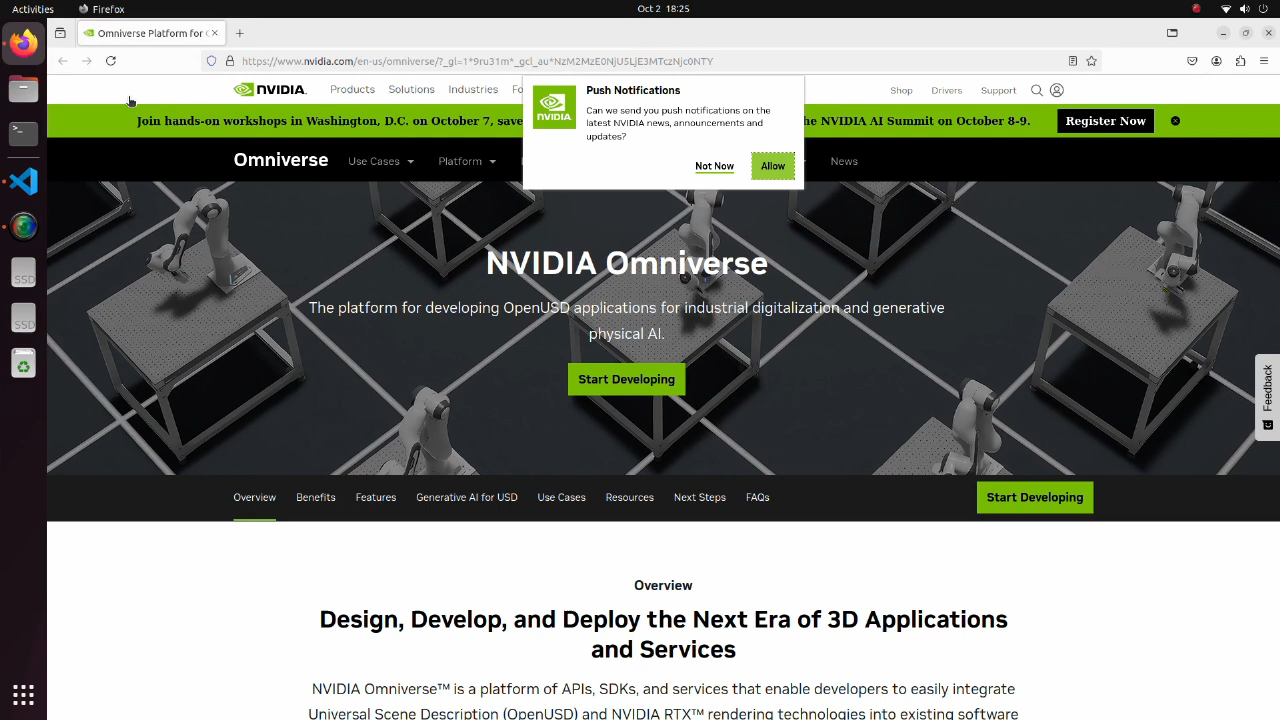 Activities
Firefox
Oct 2 18:25
Omniverse Platform for
https://www.nvidia.com/en-us/omniverse/?_gl=1*9ru31m*_gcl_au*NzM2MzE0NjU5LjE3MTczNjc0NTY
NVIDIA.
Products
Solutions
Industries
Fo
Shop
Drivers
Support
Push Notifications
Can we send you push notifications on the
latest NVIDIA news, announcements and
updates?
Not Now
Allow
Join hands-on workshops in Washington, D.C. on October 7, save
he NVIDIA AI Summit on October 8-9.
Register Now
Omniverse
Use Cases
Platform
News
NVIDIA Omniverse
The platform for developing OpenUSD applications for industrial digitalization and generative
physical AI.
Start Developing
Feedback
SSD
SSD
Overview
Benefits
Features
Generative AI for USD
Use Cases
Resources
Next Steps
FAQs
Start Developing
Overview
Design, Develop, and Deploy the Next Era of 3D Applications
and Services
NVIDIA Omniverse™ is a platform of APIs, SDKs, and services that enable developers to easily integrate
Universal Scene Description (OpenUSD) and NVIDIA RTX™ rendering technologies into existing software